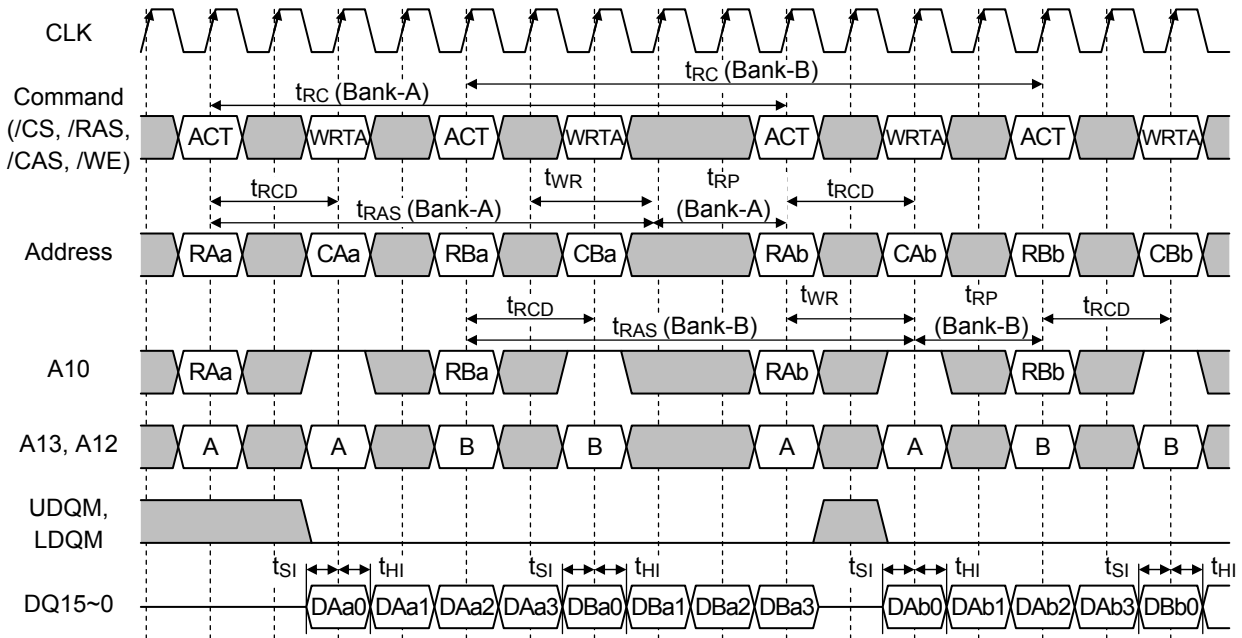 CLK
tRC (Bank-B)
tRC (Bank-A)
Command
(/CS, /RAS,
/CAS, /WE)
ACT WRTA ACT WRTA ACT WRTA ACT WRTA
tRCD tWR tRP tRCD
tRAS (Bank-A) (Bank-A)
Address RAa CAa RBa CBa RAb CAb RBb CBb
tRCD tWR tRP tRCD
tRAS (Bank-B) (Bank-B)
A10 RAa RBa RAb RBb
A13, A12 A A B B A A B B
UDQM,
LDQM
tSI tHI tSI tHI tSI tHI tSI tHI
DQ15~0 DAa0 DAa1 DAa2 DAa3 DBa0 DBa1 DBa2 DBa3 DAb0 DAb1 DAb2 DAb3 DBb0